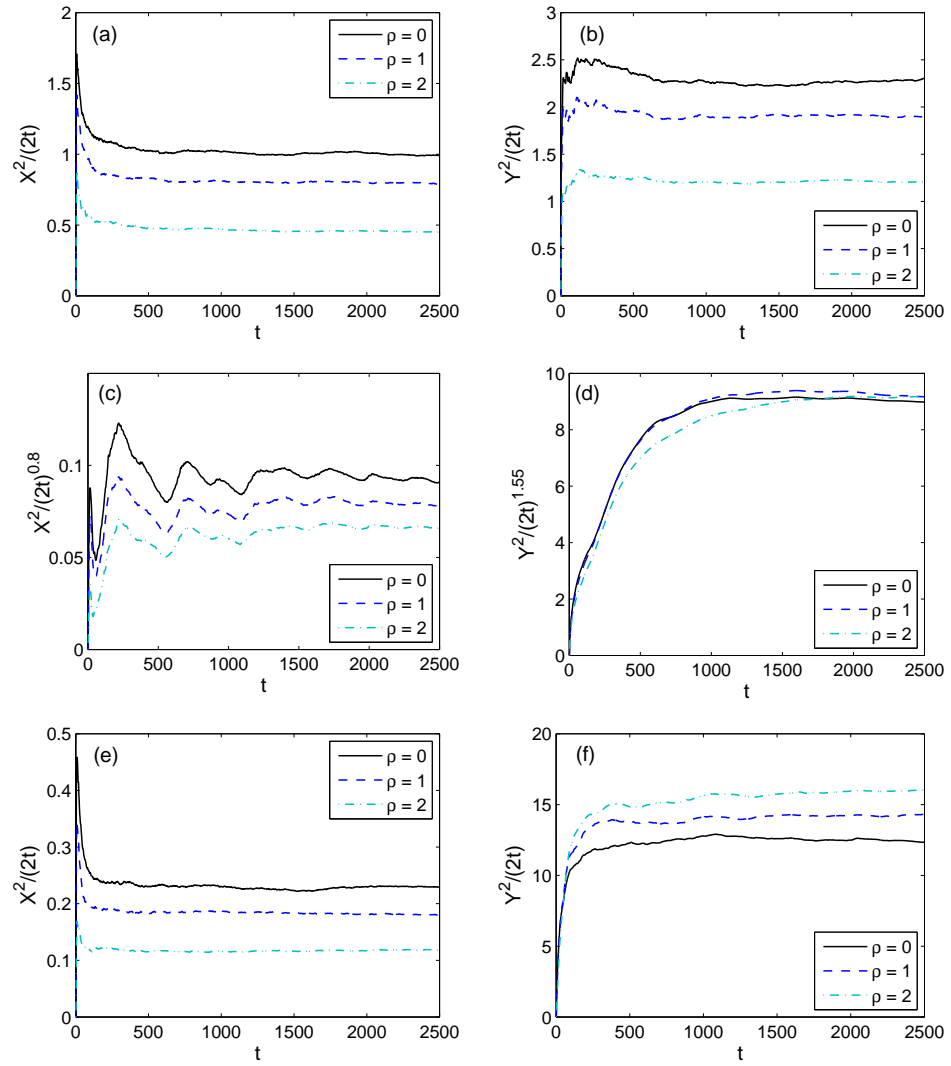 (a)
ρ = 0
ρ = 1
ρ = 2
X²/(2t)
2
1.5
1
0.5
0
0 500 1000 1500 2000 2500
t
(b)
ρ = 0
ρ = 1
ρ = 2
Y²/(2t)
3
2.5
2
1.5
1
0.5
0
0 500 1000 1500 2000 2500
t
(c)
ρ = 0
ρ = 1
ρ = 2
X²/(2t)^0.8
0.1
0.05
0
0 500 1000 1500 2000 2500
t
(d)
ρ = 0
ρ = 1
ρ = 2
Y²/(2t)^1.55
10
8
6
4
2
0
0 500 1000 1500 2000 2500
t
(e)
ρ = 0
ρ = 1
ρ = 2
X²/(2t)
0.5
0.4
0.3
0.2
0.1
0
0 500 1000 1500 2000 2500
t
(f)
ρ = 0
ρ = 1
ρ = 2
Y²/(2t)
20
15
10
5
0
0 500 1000 1500 2000 2500
t